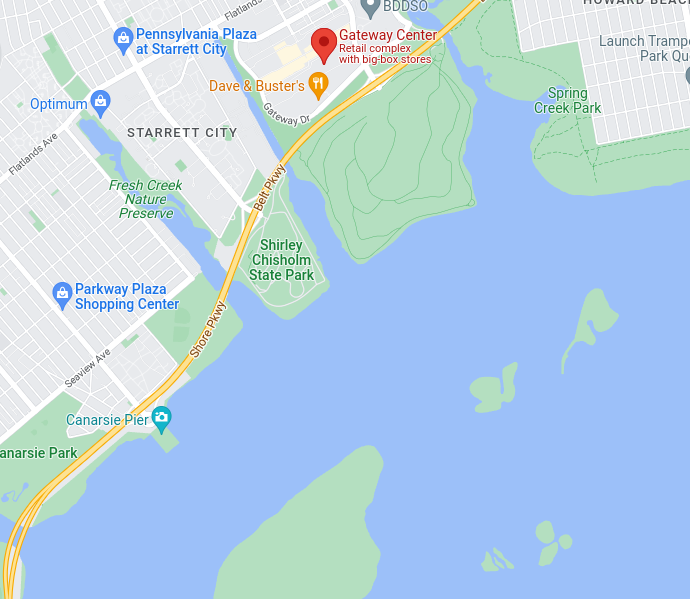 Flatlands
BDDSO
HOWARD BEAC
Pennsylvania Plaza
at Starrett City
Gateway Center
Retail complex
with big-box stores
Launch Trampo
Park Que
Dave & Buster's
Optimum
Gateway Dr
Spring
Creek Park
STARRETT CITY
Flatlands Ave
Belt Pkwy
Fresh Creek
Nature
Preserve
Shirley
Chisholm
State Park
Parkway Plaza
Shopping Center
Shore Pkwy
Seaview Ave
Canarsie Pier
anarsie Park